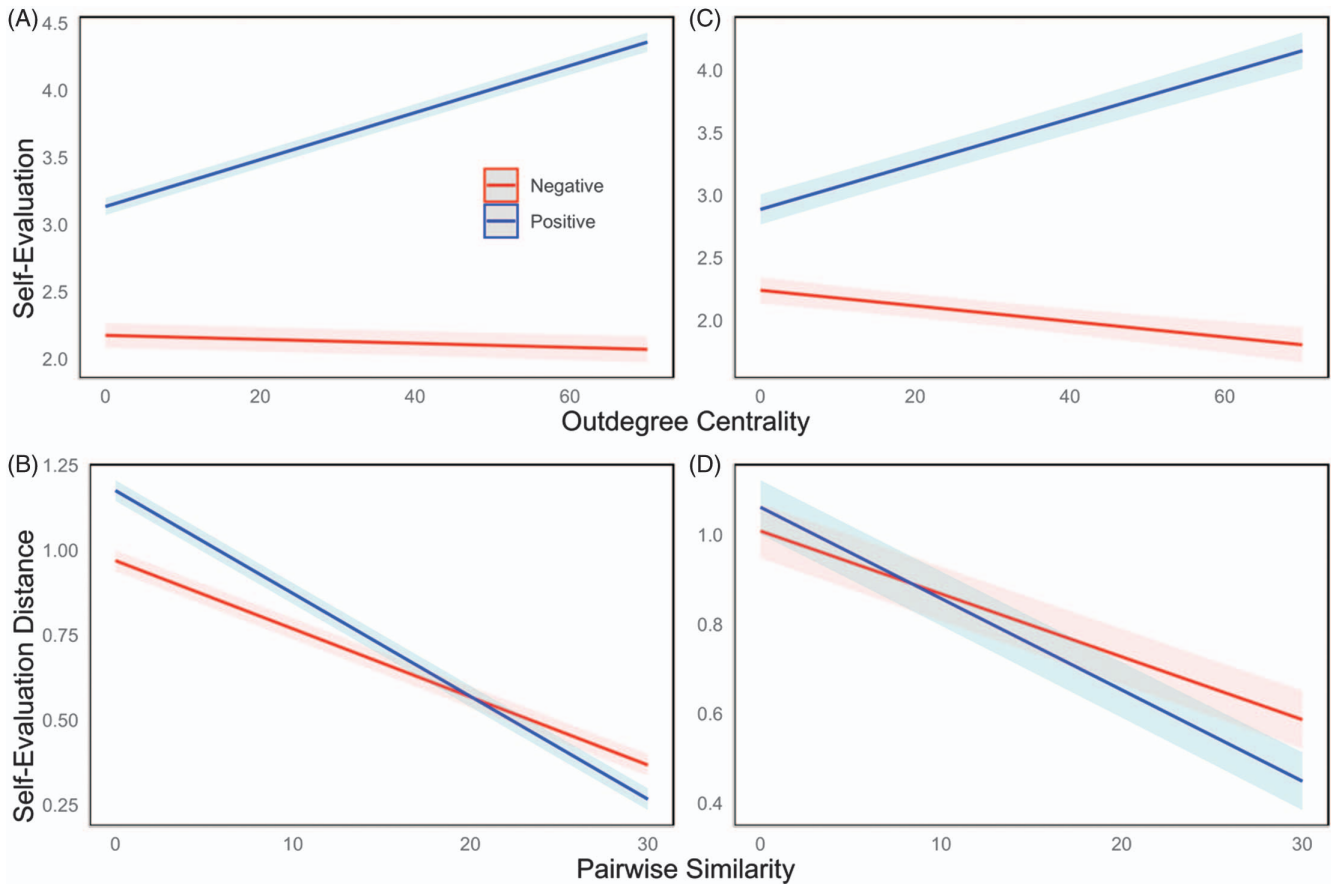 (A)
4.5
4.0
3.5
3.0
2.5
2.0
Self-Evaluation
Negative
Positive
0 20 40 60
(C)
4.0
3.5
3.0
2.5
2.0
0 20 40 60
Outdegree Centrality
(B)
1.25
1.00
0.75
0.50
0.25
Self-Evaluation Distance
0 10 20 30
(D)
1.0
0.8
0.6
0.4
0 10 20 30
Pairwise Similarity